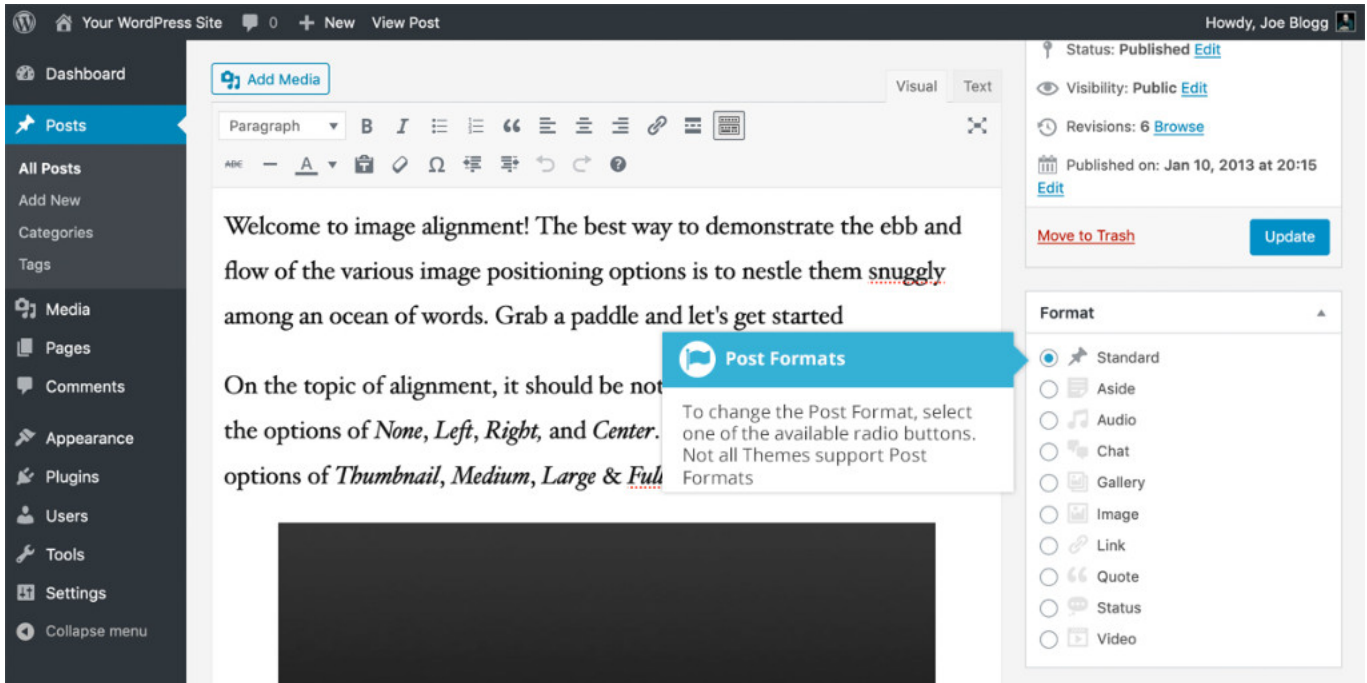 Your WordPress Site 0 + New View Post Howdy, Joe Blogg
Dashboard
Posts
All Posts
Add New
Categories
Tags
Media
Pages
Comments
Appearance
Plugins
Users
Tools
Settings
Collapse menu
Add Media
Visual Text
Paragraph B I
ABC A Ω
Welcome to image alignment! The best way to demonstrate the ebb and
flow of the various image positioning options is to nestle them snuggly
among an ocean of words. Grab a paddle and let's get started
On the topic of alignment, it should be not
the options of None, Left, Right, and Center.
options of Thumbnail, Medium, Large & Full
Post Formats
To change the Post Format, select
one of the available radio buttons.
Not all Themes support Post
Formats
Status: Published Edit
Visibility: Public Edit
Revisions: 6 Browse
Published on: Jan 10, 2013 at 20:15
Edit
Move to Trash Update
Format
Standard
Aside
Audio
Chat
Gallery
Image
Link
Quote
Status
Video